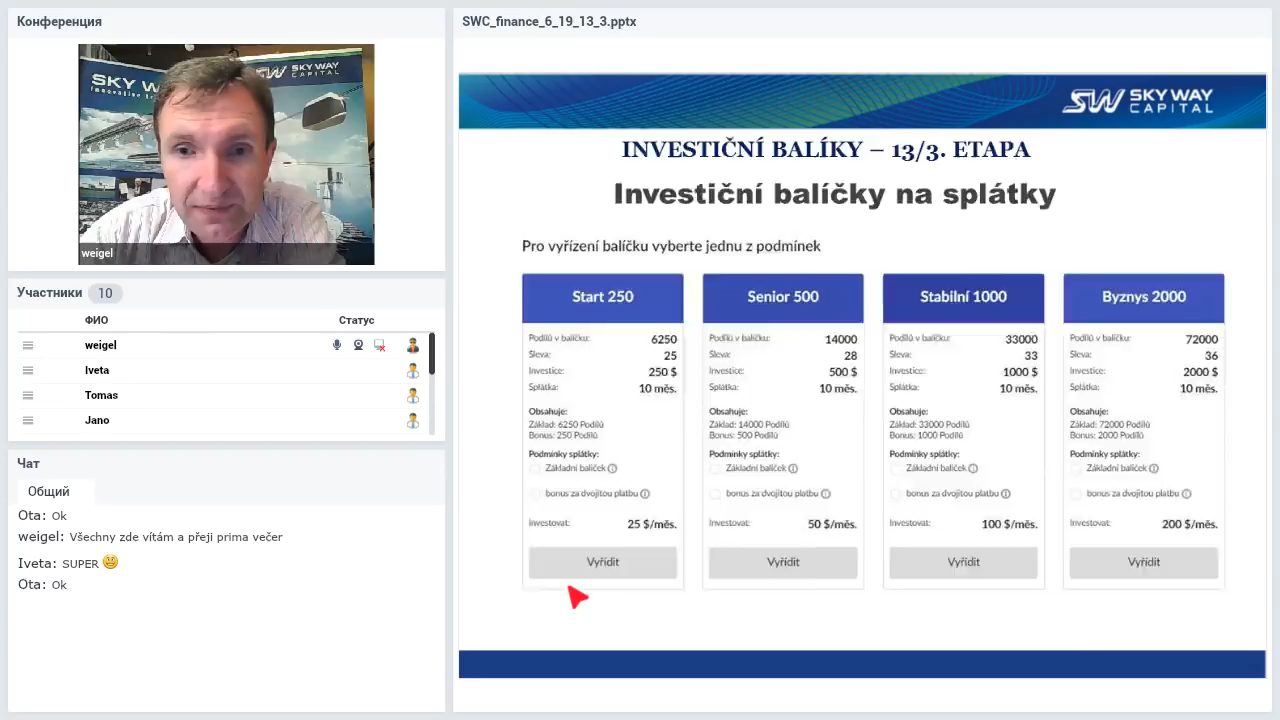 Конференция
SKY W
SKY WAY
CAPITAL
weigel
Участники 10
ФИО Статус
weigel
Iveta
Tomas
Jano
Чат
Общий
Ota: Ok
weigel: Všechny zde vítám a přeji prima večer
Iveta: SUPER
Ota: Ok
SWC_finance_6_19_13_3.pptx
SW SKY WAY
CAPITAL
INVESTIČNÍ BALÍKY – 13/3. ETAPA
Investiční balíčky na splátky
Pro vyřízení balíčku vyberte jednu z podmínek
Start 250
Podílů v balíčku: 6250
Sleva: 25
Investice: 250 $
Splátka: 10 měs.
Obsahuje:
Základ: 6250 Podílů
Bonus: 250 Podílů
Podmínky splátky:
Základní balíček
bonus za dvojitou platbu
Investovat: 25 $/měs.
Vyřídit
Senior 500
Podílů v balíčku: 14000
Sleva: 28
Investice: 500 $
Splátka: 10 měs.
Obsahuje:
Základ: 14000 Podílů
Bonus: 500 Podílů
Podmínky splátky:
Základní balíček
bonus za dvojitou platbu
Investovat: 50 $/měs.
Vyřídit
Stabilní 1000
Podílů v balíčku: 33000
Sleva: 33
Investice: 1000 $
Splátka: 10 měs.
Obsahuje:
Základ: 33000 Podílů
Bonus: 1000 Podílů
Podmínky splátky:
Základní balíček
bonus za dvojitou platbu
Investovat: 100 $/měs.
Vyřídit
Byznys 2000
Podílů v balíčku: 72000
Sleva: 36
Investice: 2000 $
Splátka: 10 měs.
Obsahuje:
Základ: 72000 Podílů
Bonus: 2000 Podílů
Podmínky splátky:
Základní balíček
bonus za dvojitou platbu
Investovat: 200 $/měs.
Vyřídit